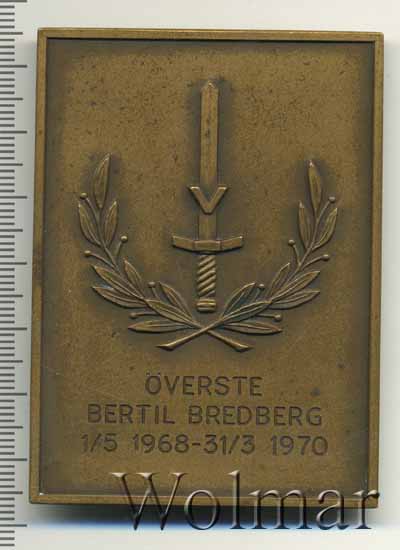 V
ÖVERSTE
BERTIL BREDBERG
1/5 1968-31/3 1970
Wolmar